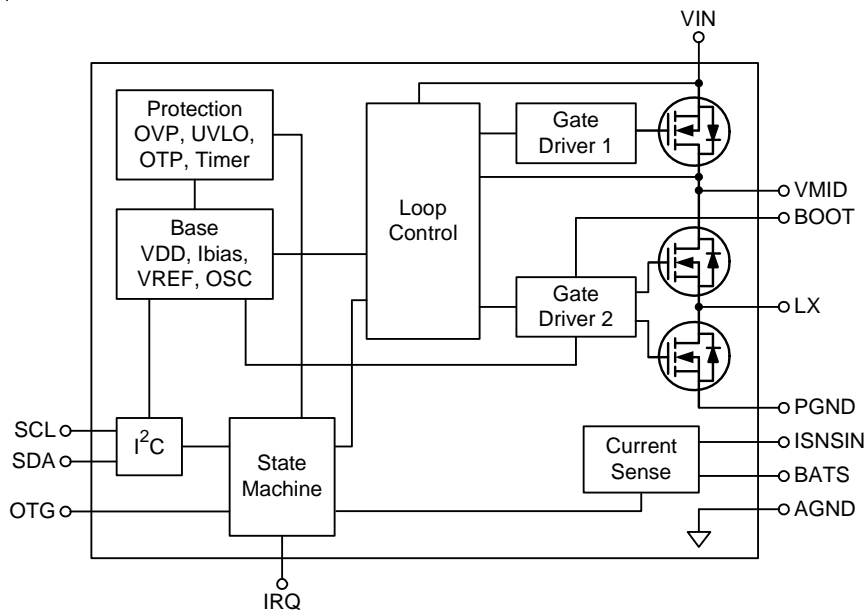 VIN
Protection
OVP, UVLO,
OTP, Timer
Gate
Driver 1
Loop
Control
VMID
BOOT
Base
VDD, Ibias,
VREF, OSC
Gate
Driver 2
LX
PGND
SCL
SDA
I²C
State
Machine
Current
Sense
ISNSIN
BATS
OTG
AGND
IRQ